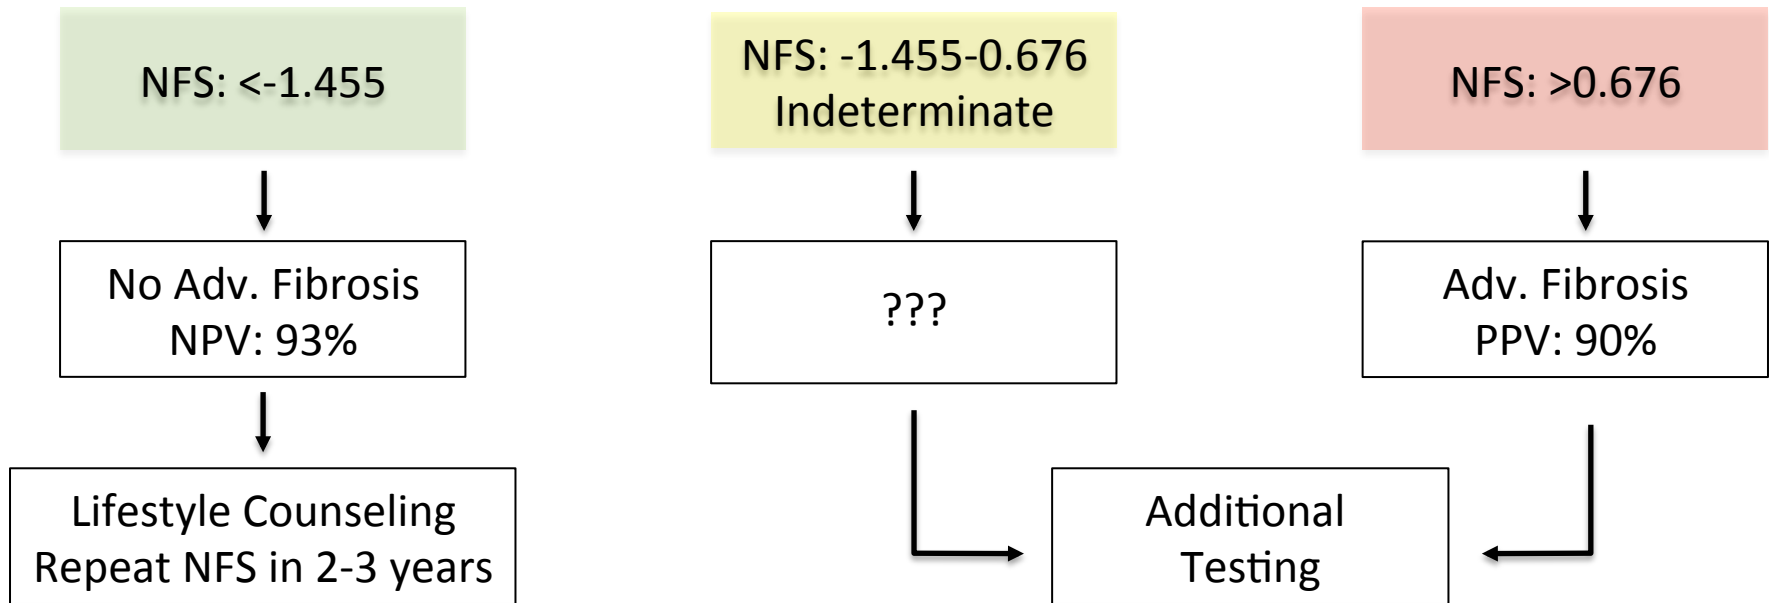 NFS: <-1.455
NFS: -1.455-0.676
Indeterminate
NFS: >0.676
No Adv. Fibrosis
NPV: 93%
???
Adv. Fibrosis
PPV: 90%
Lifestyle Counseling
Repeat NFS in 2-3 years
Additional
Testing